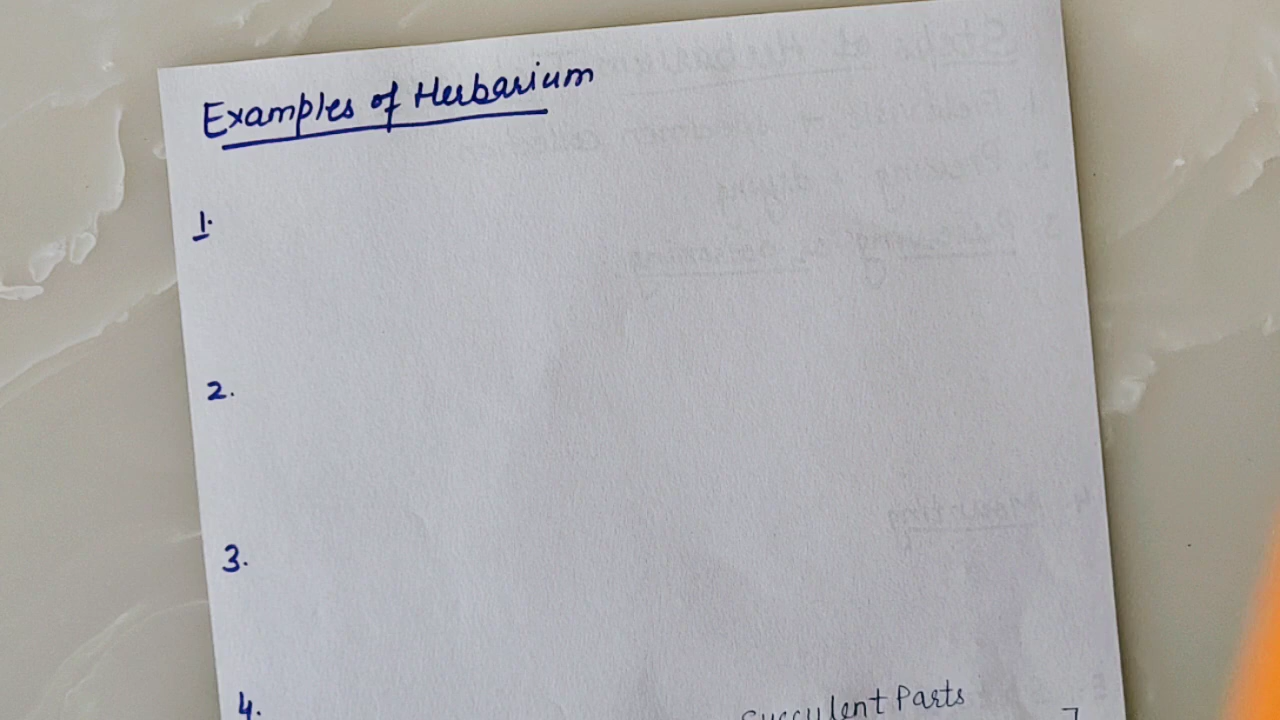 Examples of Herbarium
1.
2.
3.
4.
Succulent Parts